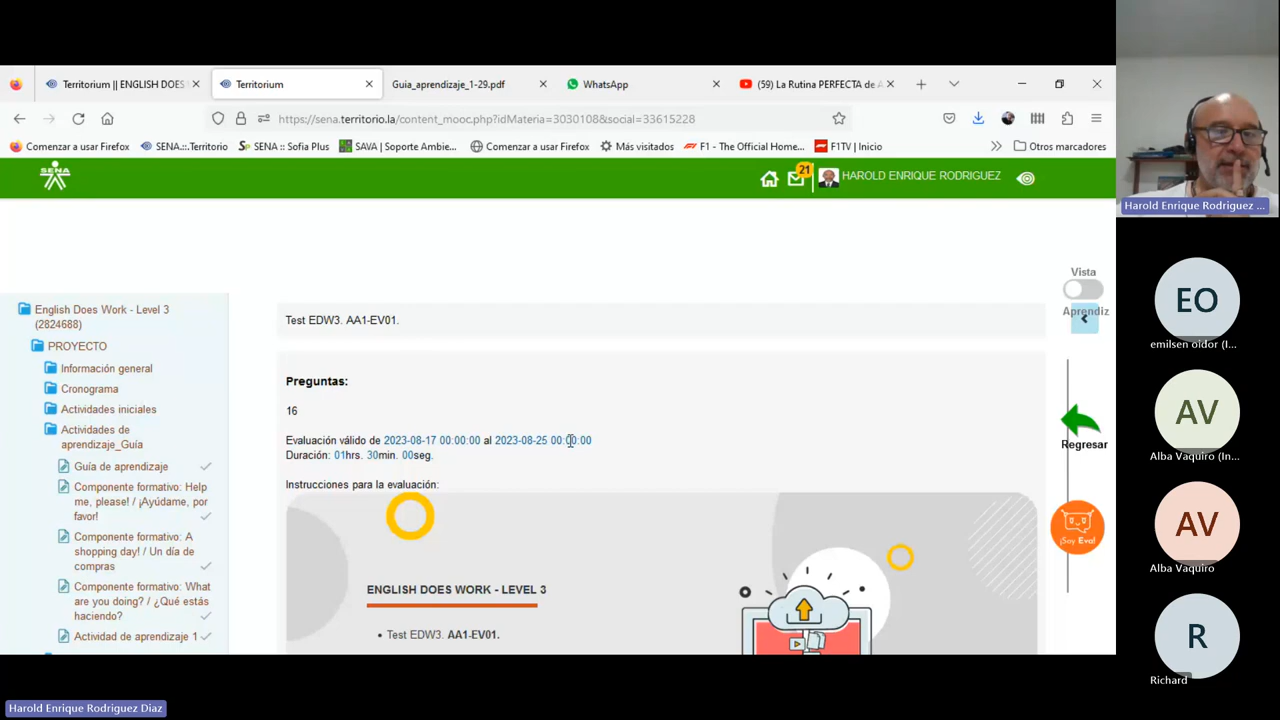 Territorium || ENGLISH DOES
Territorium
Guia_aprendizaje_1-29.pdf
WhatsApp
(59) La Rutina PERFECTA de
https://sena.territorio.la/content_mooc.php?idMateria=3030108&social=33615228
Comenzar a usar Firefox
SENA.::.Territorio
SENA :: Sofia Plus
SAVA | Soporte Ambie...
Comenzar a usar Firefox
Más visitados
F1 - The Official Home...
F1TV | Inicio
Otros marcadores
SENA
21
HAROLD ENRIQUE RODRIGUEZ
Harold Enrique Rodriguez ...
Vista
Aprendiz
English Does Work - Level 3
(2824688)
PROYECTO
Información general
Cronograma
Actividades iniciales
Actividades de
aprendizaje_Guía
Guía de aprendizaje
Componente formativo: Help
me, please! / ¡Ayúdame, por
favor!
Componente formativo: A
shopping day! / Un día de
compras
Componente formativo: What
are you doing? / ¿Qué estás
haciendo?
Actividad de aprendizaje 1
Test EDW3. AA1-EV01.
Preguntas:
16
Evaluación válido de 2023-08-17 00:00:00 al 2023-08-25 00:00:00
Duración: 01hrs. 30min. 00seg.
Instrucciones para la evaluación:
ENGLISH DOES WORK - LEVEL 3
• Test EDW3. AA1-EV01.
Regresar
¡Soy Eva!
EO
emilsen oidor (I...
AV
Alba Vaquiro (In...
AV
Alba Vaquiro
R
Richard
Harold Enrique Rodriguez Diaz